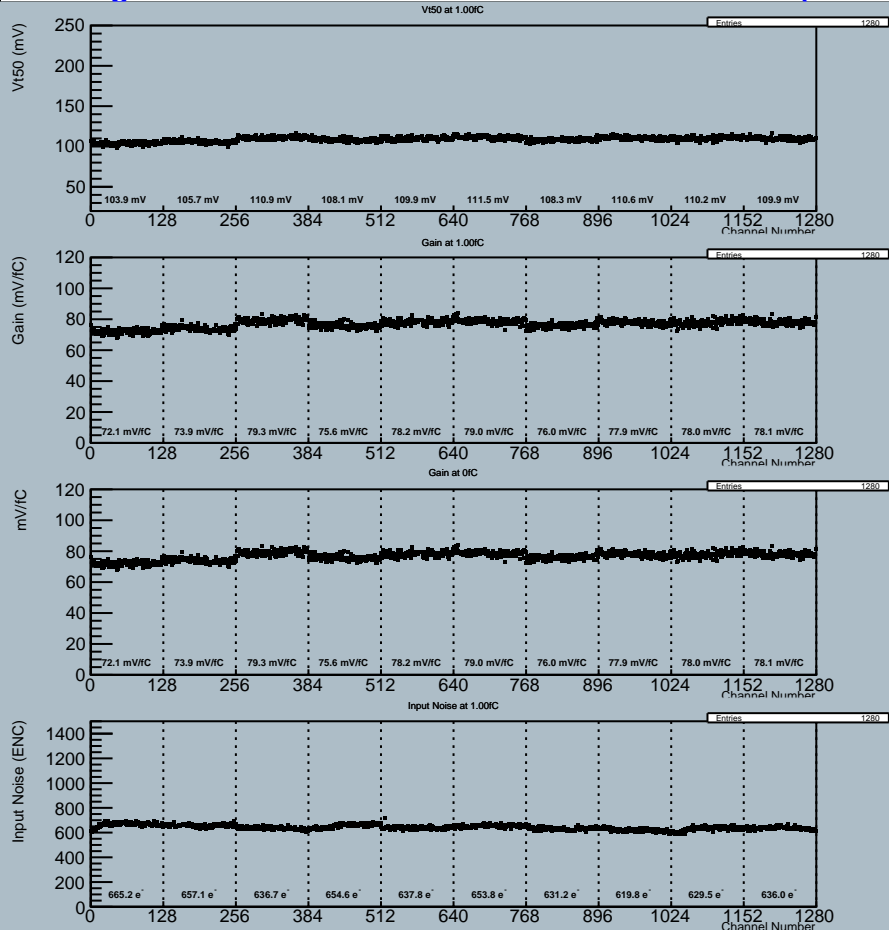 Vt50 at 1.00fC
Entries 1280
Vt50 (mV)
250
200
150
100
50
103.9 mV 105.7 mV 110.9 mV 108.1 mV 109.9 mV 111.5 mV 108.3 mV 110.6 mV 110.2 mV 109.9 mV
0 128 256 384 512 640 768 896 1024 1152 1280
Channel Number
Gain at 1.00fC
Entries 1280
Gain (mV/fC)
120
100
80
60
40
20
0
72.1 mV/fC 73.9 mV/fC 79.3 mV/fC 75.6 mV/fC 78.2 mV/fC 79.0 mV/fC 76.0 mV/fC 77.9 mV/fC 78.0 mV/fC 78.1 mV/fC
0 128 256 384 512 640 768 896 1024 1152 1280
Channel Number
Gain at 0fC
Entries 1280
mV/fC
120
100
80
60
40
20
0
72.1 mV/fC 73.9 mV/fC 79.3 mV/fC 75.6 mV/fC 78.2 mV/fC 79.0 mV/fC 76.0 mV/fC 77.9 mV/fC 78.0 mV/fC 78.1 mV/fC
0 128 256 384 512 640 768 896 1024 1152 1280
Channel Number
Input Noise at 1.00fC
Entries 1280
Input Noise (ENC)
1400
1200
1000
800
600
400
200
0
665.2 e⁻ 657.1 e⁻ 636.7 e⁻ 654.6 e⁻ 637.8 e⁻ 653.8 e⁻ 631.2 e⁻ 619.8 e⁻ 629.5 e⁻ 636.0 e⁻
0 128 256 384 512 640 768 896 1024 1152 1280
Channel Number